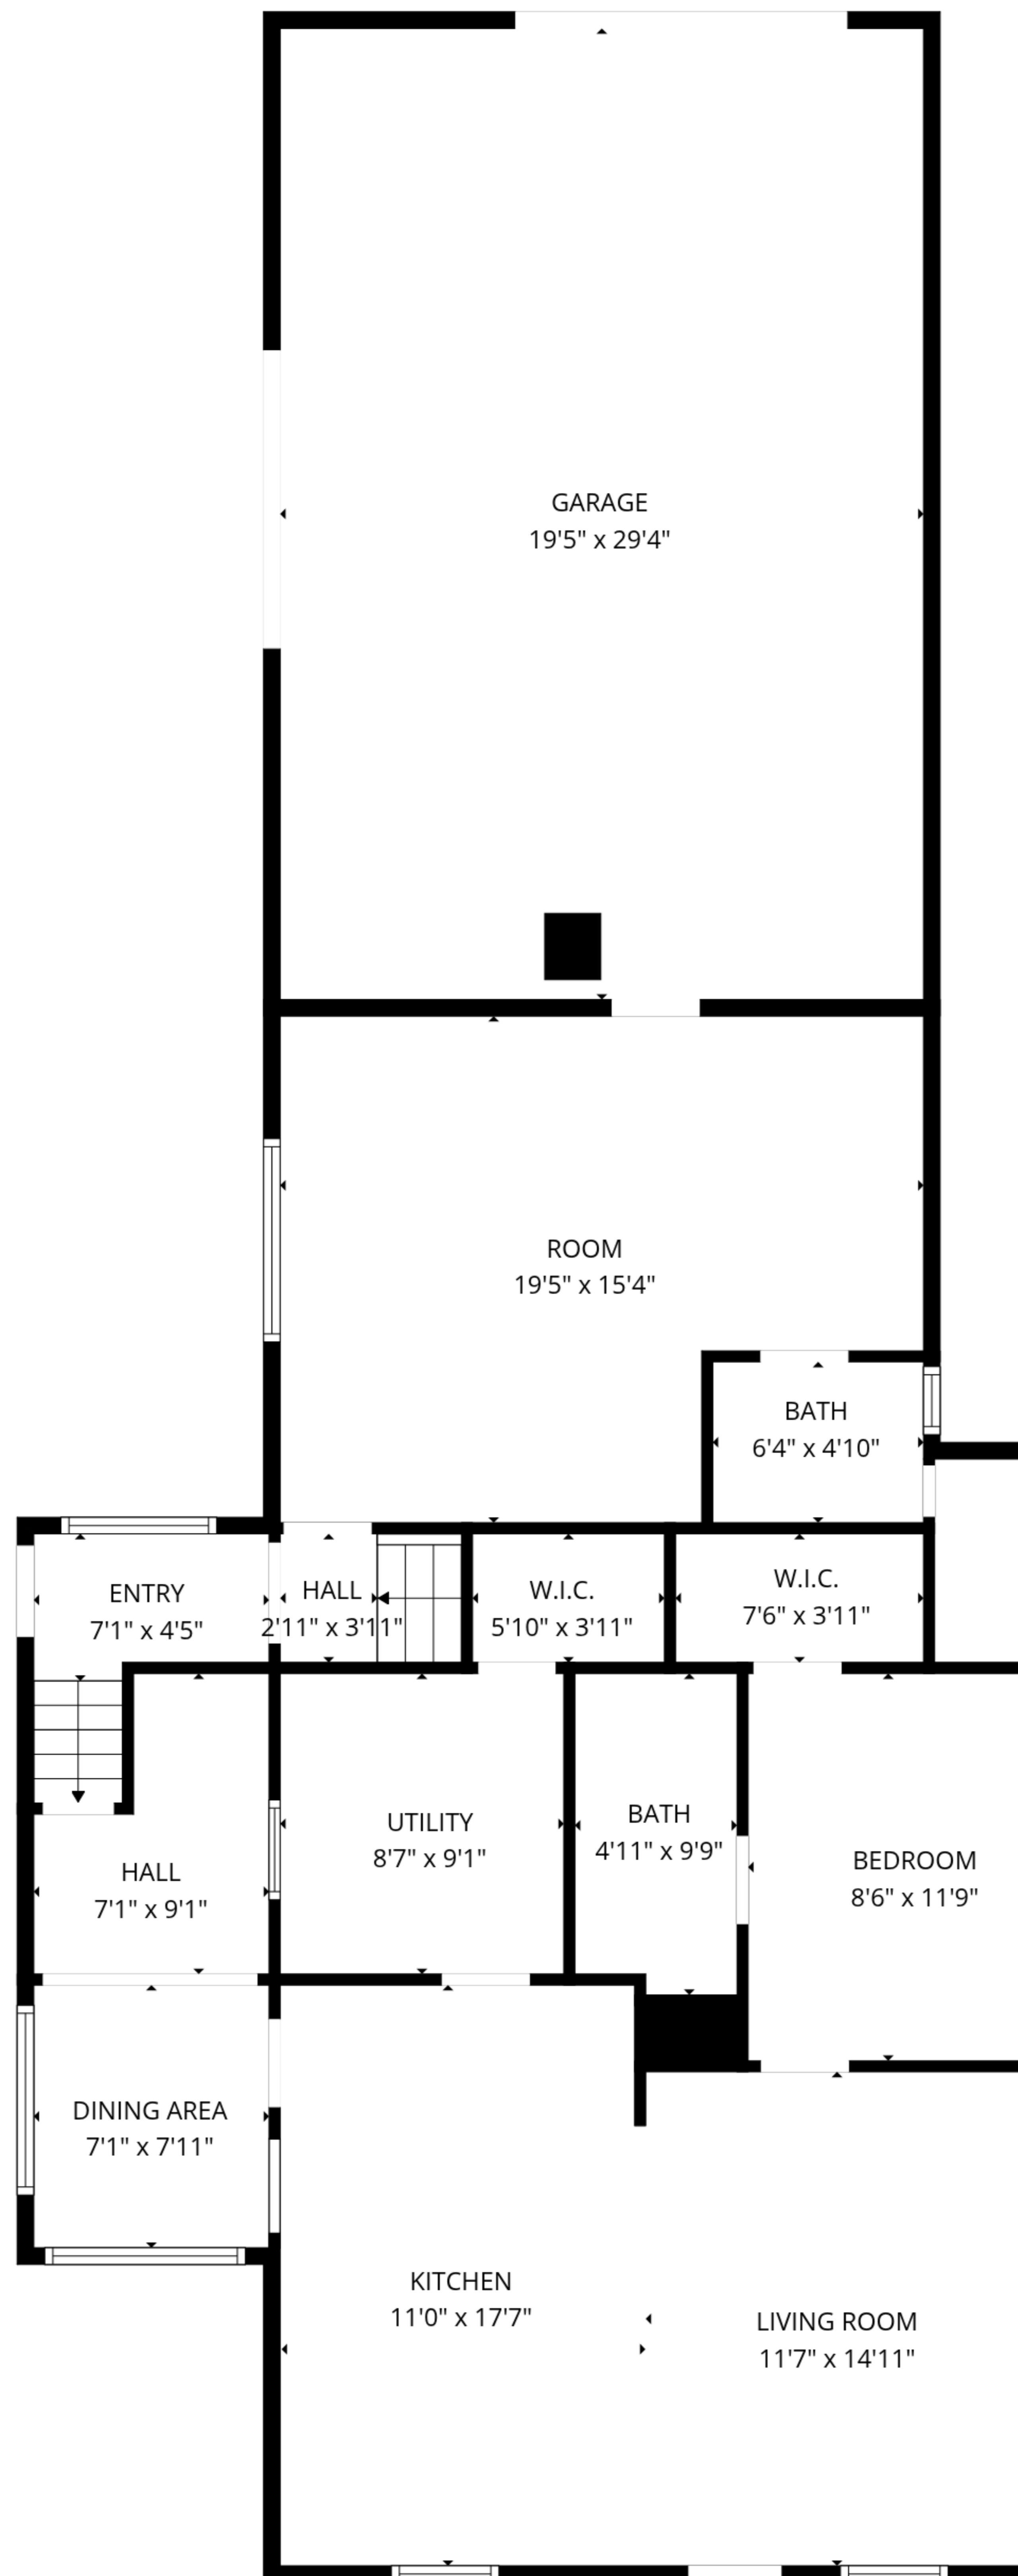 GARAGE
19'5" x 29'4"
ROOM
19'5" x 15'4"
BATH
6'4" x 4'10"
ENTRY
7'1" x 4'5"
HALL
2'11" x 3'11"
W.I.C.
5'10" x 3'11"
W.I.C.
7'6" x 3'11"
UTILITY
8'7" x 9'1"
BATH
4'11" x 9'9"
BEDROOM
8'6" x 11'9"
HALL
7'1" x 9'1"
DINING AREA
7'1" x 7'11"
KITCHEN
11'0" x 17'7"
LIVING ROOM
11'7" x 14'11"